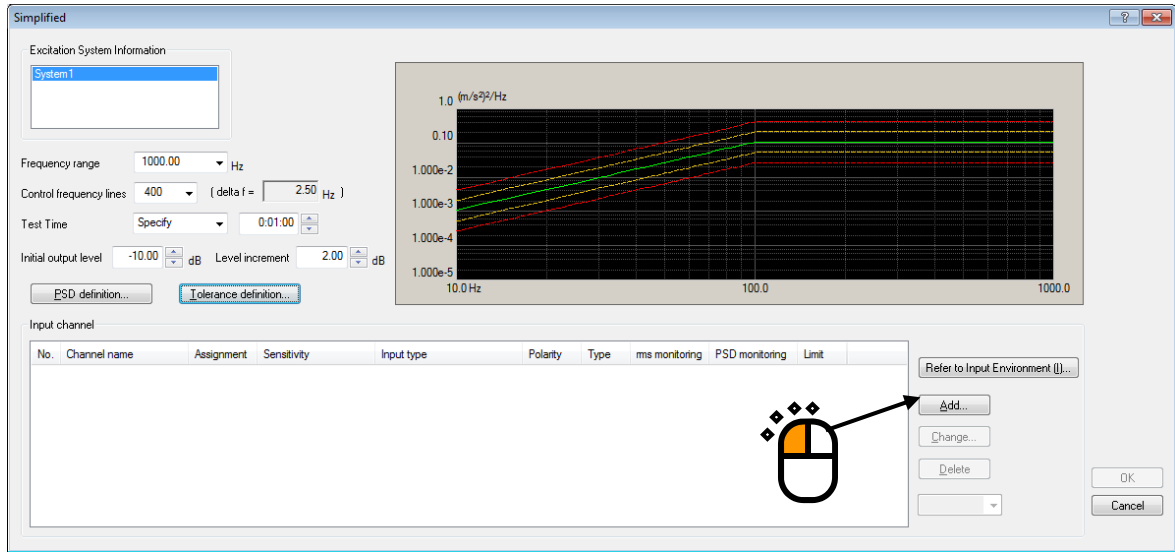 Simplified
Excitation System Information
System1
Frequency range 1000.00 Hz
Control frequency lines 400 ( delta f = 2.50 Hz )
Test Time Specify 0:01:00
Initial output level -10.00 dB Level increment 2.00 dB
PSD definition... Tolerance definition...
1.0 (m/s²)²/Hz
0.10
1.000e-2
1.000e-3
1.000e-4
1.000e-5
10.0 Hz 100.0 1000.0
Input channel
No. Channel name Assignment Sensitivity Input type Polarity Type rms monitoring PSD monitoring Limit
Refer to Input Environment (I)...
Add...
Change...
Delete
OK
Cancel